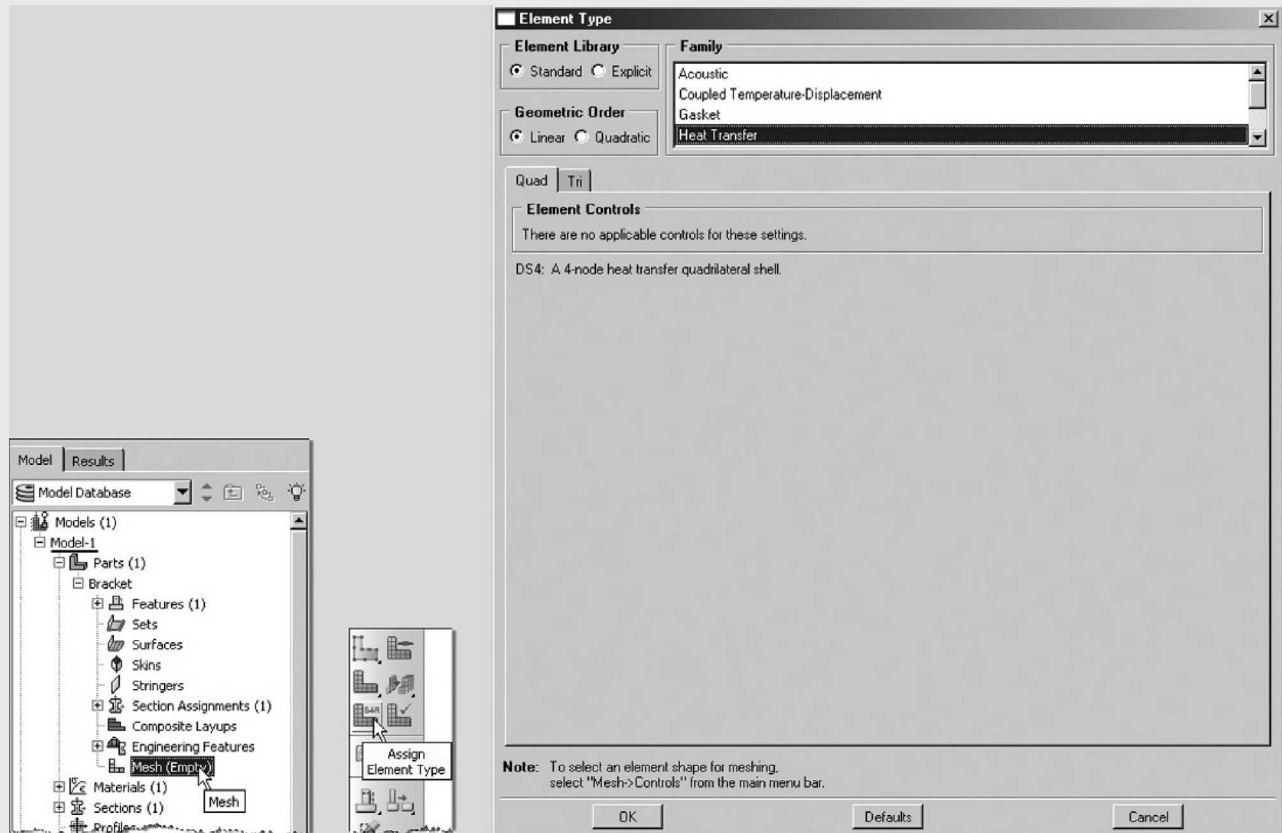 Element Type
Element Library
Standard Explicit
Geometric Order
Linear Quadratic
Family
Acoustic
Coupled Temperature-Displacement
Gasket
Heat Transfer
Quad Tri
Element Controls
There are no applicable controls for these settings.
DS4: A 4-node heat transfer quadrilateral shell.
Note: To select an element shape for meshing,
select "Mesh->Controls" from the main menu bar.
OK Defaults Cancel
Model Results
Model Database
Models (1)
Model-1
Parts (1)
Bracket
Features (1)
Sets
Surfaces
Skins
Stringers
Section Assignments (1)
Composite Layups
Engineering Features
Mesh (Empty)
Materials (1)
Mesh
Sections (1)
Profiles
S4R
Assign
Element Type